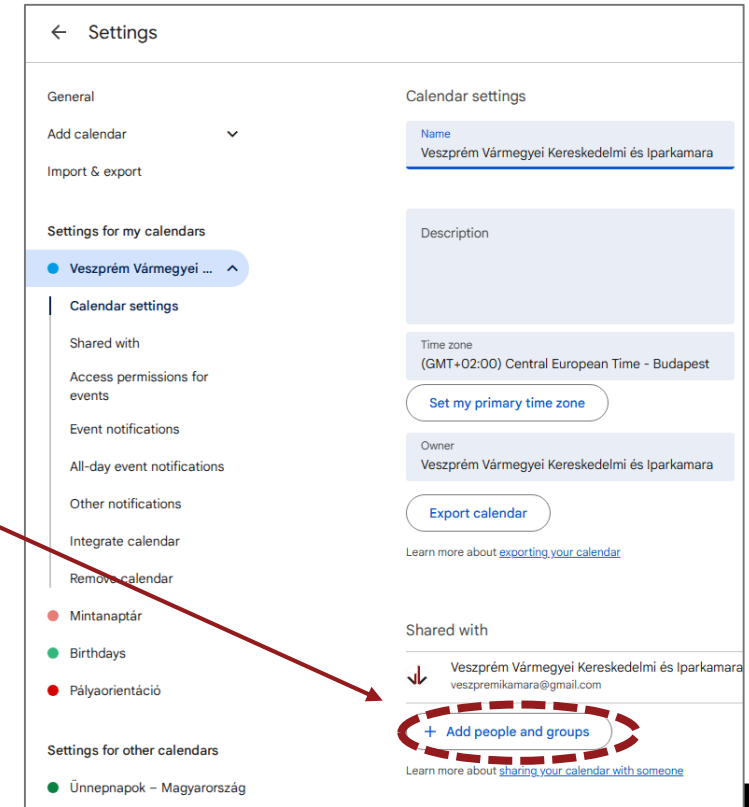 Settings
General
Add calendar
Import & export
Settings for my calendars
Veszprém Vármegyei ...
Calendar settings
Shared with
Access permissions for
events
Event notifications
All-day event notifications
Other notifications
Integrate calendar
Remove calendar
Mintanaptár
Birthdays
Pályaorientáció
Settings for other calendars
Ünnepnapok – Magyarország
Calendar settings
Name
Veszprém Vármegyei Kereskedelmi és Iparkamara
Description
Time zone
(GMT+02:00) Central European Time - Budapest
Set my primary time zone
Owner
Veszprém Vármegyei Kereskedelmi és Iparkamara
Export calendar
Learn more about exporting your calendar
Shared with
Veszprém Vármegyei Kereskedelmi és Iparkamara
veszpremikamara@gmail.com
+ Add people and groups
Learn more about sharing your calendar with someone